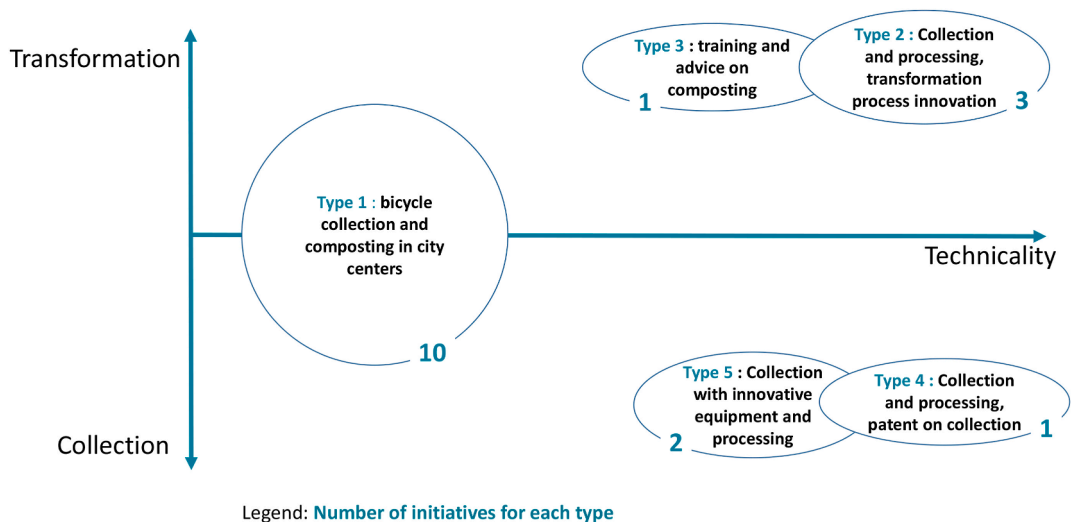 Transformation
Type 3 : training and
advice on
composting
1
Type 2 : Collection
and processing,
transformation
process innovation
3
Type 1 : bicycle
collection and
composting in city
centers
10
Technicality
Type 5 : Collection
with innovative
equipment and
processing
2
Type 4 : Collection
and processing,
patent on collection
1
Collection
Legend: Number of initiatives for each type